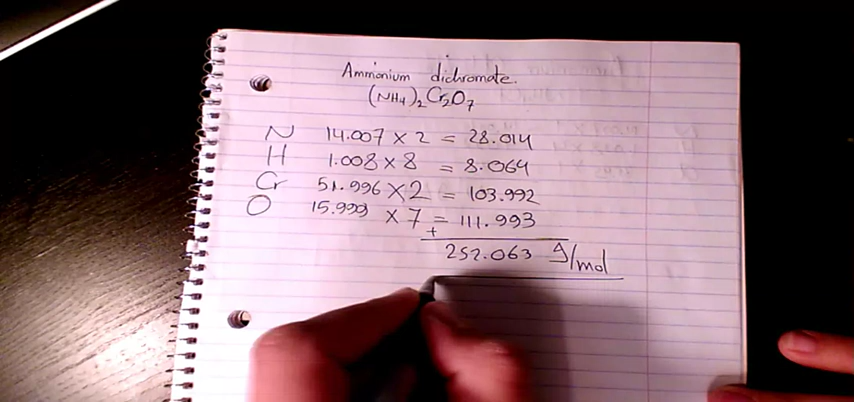 Ammonium dichromate.
(NH4)2Cr2O7
N 14.007 × 2 = 28.014
H 1.008 × 8 = 8.064
Cr 51.996 × 2 = 103.992
O 15.999 × 7 = 111.993
+
252.063 g/mol